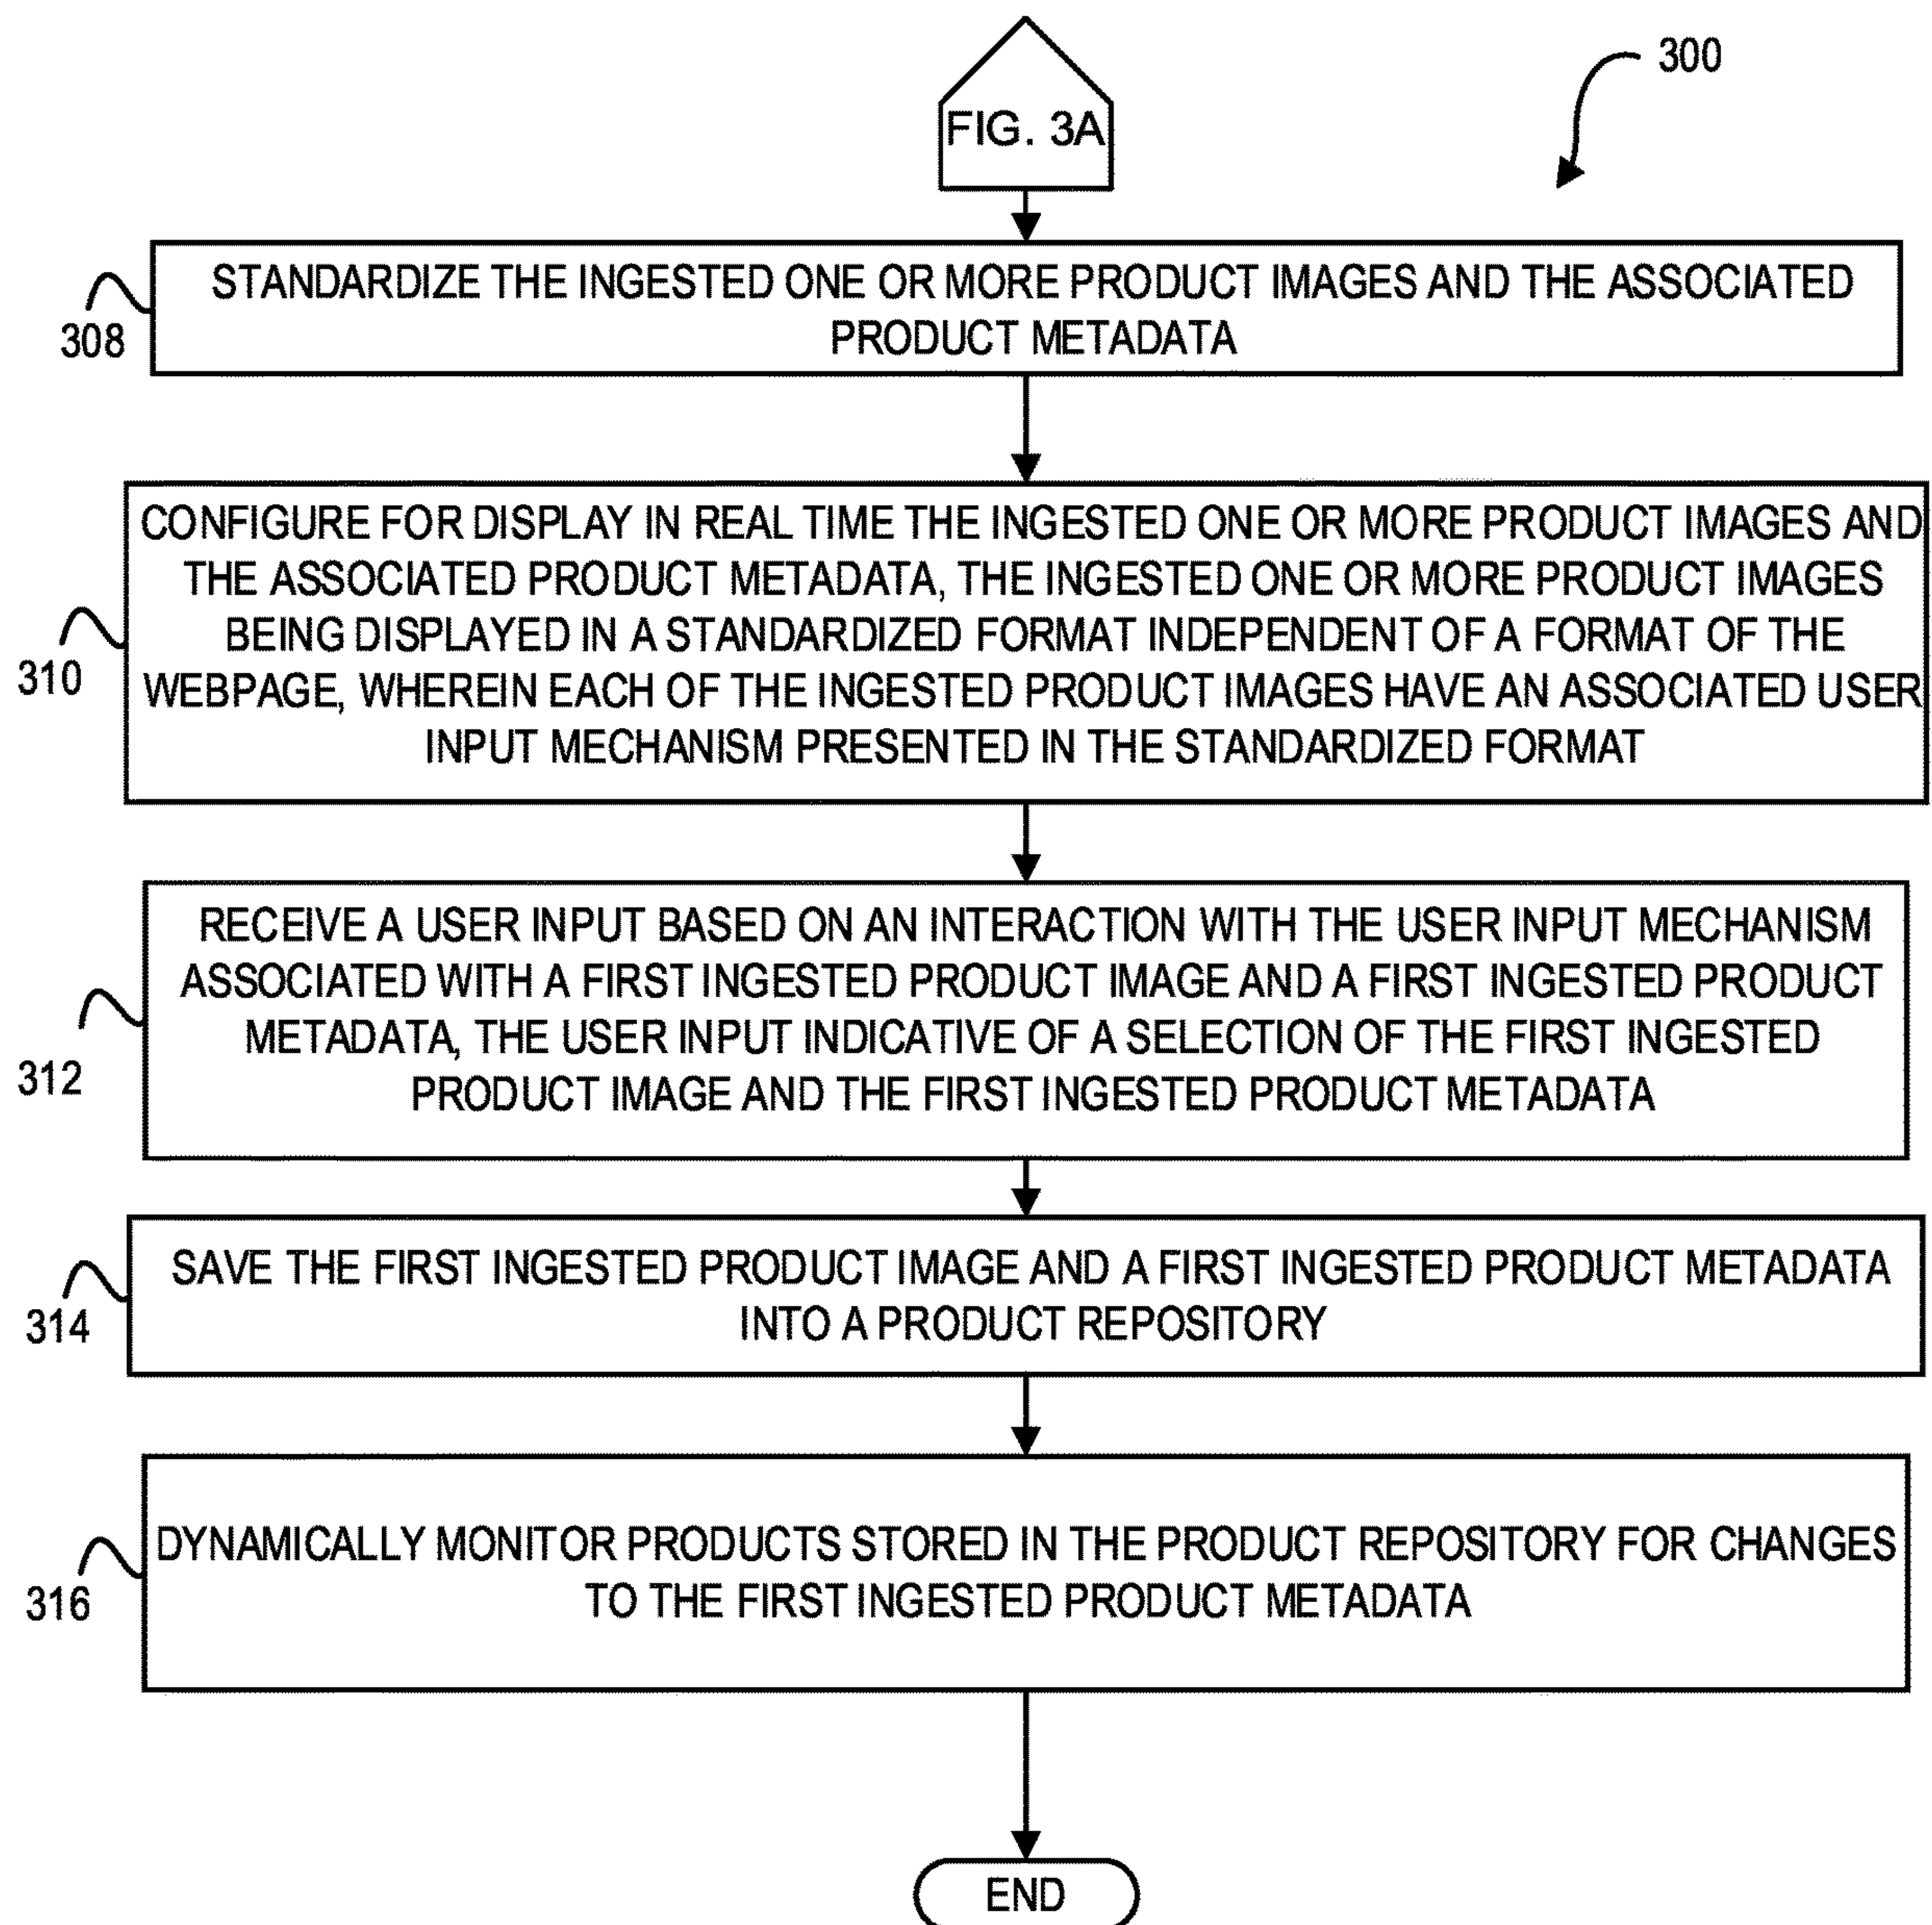 300
FIG. 3A
STANDARDIZE THE INGESTED ONE OR MORE PRODUCT IMAGES AND THE ASSOCIATED
PRODUCT METADATA
308
CONFIGURE FOR DISPLAY IN REAL TIME THE INGESTED ONE OR MORE PRODUCT IMAGES AND
THE ASSOCIATED PRODUCT METADATA, THE INGESTED ONE OR MORE PRODUCT IMAGES
BEING DISPLAYED IN A STANDARDIZED FORMAT INDEPENDENT OF A FORMAT OF THE
WEBPAGE, WHEREIN EACH OF THE INGESTED PRODUCT IMAGES HAVE AN ASSOCIATED USER
INPUT MECHANISM PRESENTED IN THE STANDARDIZED FORMAT
310
RECEIVE A USER INPUT BASED ON AN INTERACTION WITH THE USER INPUT MECHANISM
ASSOCIATED WITH A FIRST INGESTED PRODUCT IMAGE AND A FIRST INGESTED PRODUCT
METADATA, THE USER INPUT INDICATIVE OF A SELECTION OF THE FIRST INGESTED
PRODUCT IMAGE AND THE FIRST INGESTED PRODUCT METADATA
312
SAVE THE FIRST INGESTED PRODUCT IMAGE AND A FIRST INGESTED PRODUCT METADATA
INTO A PRODUCT REPOSITORY
314
DYNAMICALLY MONITOR PRODUCTS STORED IN THE PRODUCT REPOSITORY FOR CHANGES
TO THE FIRST INGESTED PRODUCT METADATA
316
END